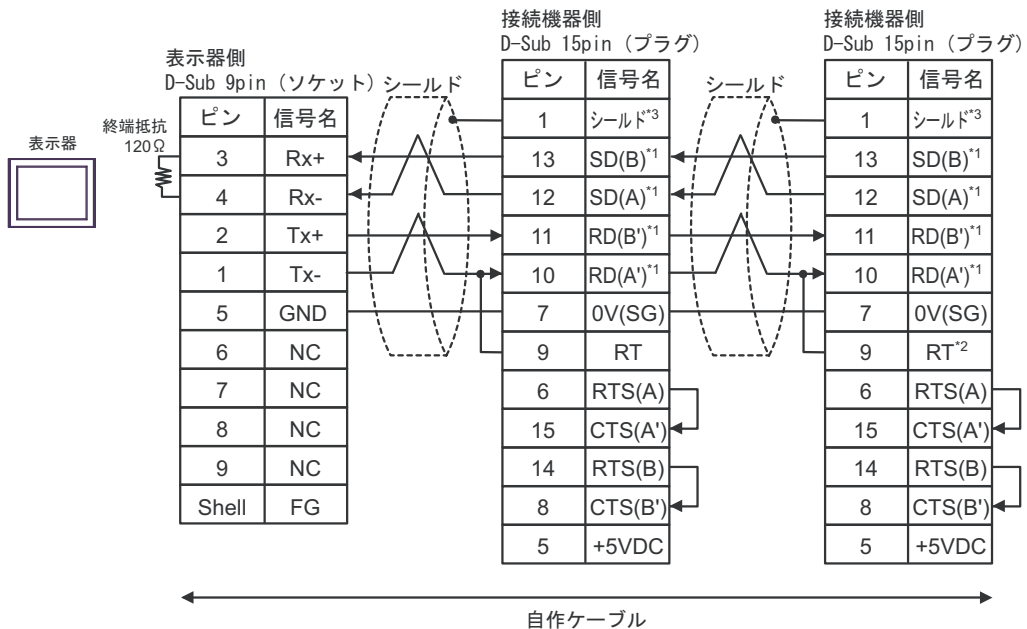 表示器
終端抵抗
120Ω
表示器側
D-Sub 9pin (ソケット)
ピン 信号名
3 Rx+
4 Rx-
2 Tx+
1 Tx-
5 GND
6 NC
7 NC
8 NC
9 NC
Shell FG
シールド
接続機器側
D-Sub 15pin (プラグ)
ピン 信号名
1 シールド*3
13 SD(B)*1
12 SD(A)*1
11 RD(B')*1
10 RD(A')*1
7 0V(SG)
9 RT
6 RTS(A)
15 CTS(A')
14 RTS(B)
8 CTS(B')
5 +5VDC
シールド
接続機器側
D-Sub 15pin (プラグ)
ピン 信号名
1 シールド*3
13 SD(B)*1
12 SD(A)*1
11 RD(B')*1
10 RD(A')*1
7 0V(SG)
9 RT*2
6 RTS(A)
15 CTS(A')
14 RTS(B)
8 CTS(B')
5 +5VDC
自作ケーブル